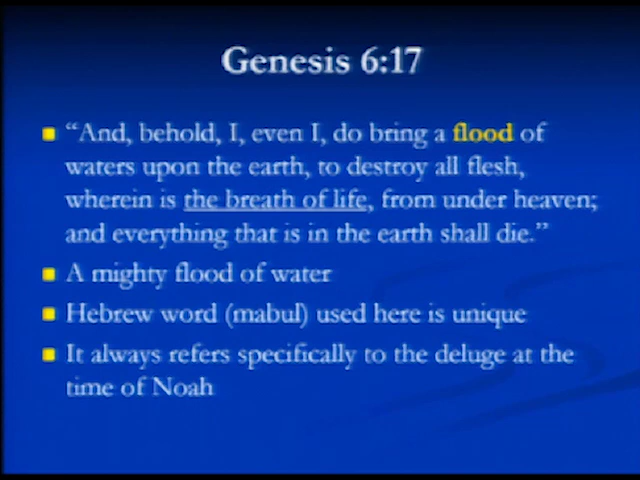 Genesis 6:17
“And, behold, I, even I, do bring a flood of
waters upon the earth, to destroy all flesh,
wherein is the breath of life, from under heaven;
and everything that is in the earth shall die.”
A mighty flood of water
Hebrew word (mabul) used here is unique
It always refers specifically to the deluge at the
time of Noah